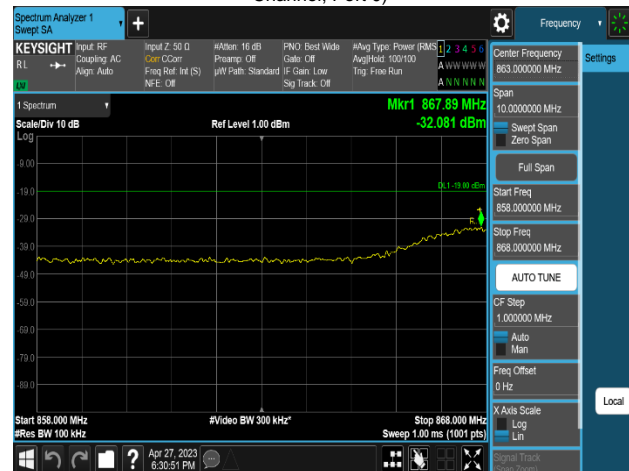 Channel, Port 0)
Spectrum Analyzer 1
Swept SA
Frequency
KEYSIGHT
RL
Input: RF
Coupling: AC
Align: Auto
Input Z: 50 Ω
Corr CCorr
Freq Ref: Int (S)
NFE: Off
#Atten: 16 dB
Preamp: Off
µW Path: Standard
PNO: Best Wide
Gate: Off
IF Gain: Low
Sig Track: Off
#Avg Type: Power (RMS
Avg|Hold: 100/100
Trig: Free Run
1 2 3 4 5 6
A W W W W W
A N N N N N
LM
1 Spectrum
Scale/Div 10 dB
Log
Ref Level 1.00 dBm
Mkr1 867.89 MHz
-32.081 dBm
-9.00
-19.0
-29.0
-39.0
-49.0
-59.0
-69.0
-79.0
-89.0
DL1 -19.00 dBm
Start 858.000 MHz
#Res BW 100 kHz
#Video BW 300 kHz*
Stop 868.000 MHz
Sweep 1.00 ms (1001 pts)
Apr 27, 2023
6:30:51 PM
Center Frequency
863.000000 MHz
Span
10.0000000 MHz
Swept Span
Zero Span
Full Span
Start Freq
858.000000 MHz
Stop Freq
868.000000 MHz
AUTO TUNE
CF Step
1.000000 MHz
Auto
Man
Freq Offset
0 Hz
X Axis Scale
Log
Lin
Signal Track
(Span Zoom)
Settings
Local